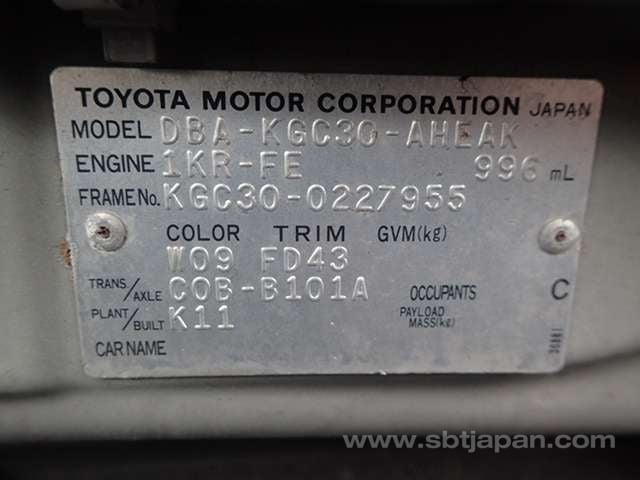 TOYOTA MOTOR CORPORATION JAPAN
MODEL DBA-KGC30-AHEAK
ENGINE 1KR-FE 996 mL
FRAME No. KGC30-0227955
COLOR TRIM GVM(kg)
W09 FD43
TRANS/AXLE C0B-B101A OCCUPANTS C
PLANT/BUILT K11 PAYLOAD MASS(kg)
CAR NAME
www.sbtjapan.com